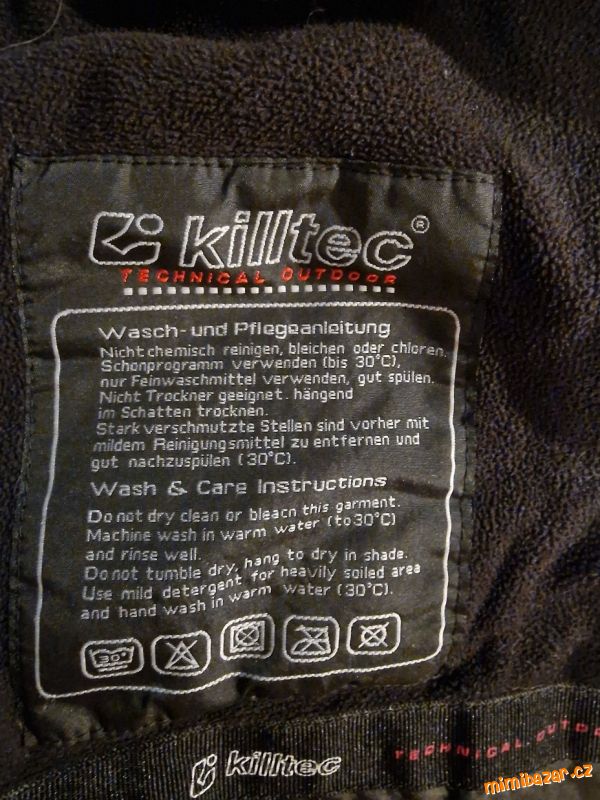 killtec®
TECHNICAL OUTDOOR
Wasch-und Pflegeanleitung
Nicht chemisch reinigen, bleichen oder chloren.
Schonprogramm verwenden (bis 30°C),
nur Feinwaschmittel verwenden, gut spülen.
Nicht Trockner geeignet. hängend
im Schatten trocknen.
Stark verschmutzte Stellen sind vorher mit
mildem Reinigungsmittel zu entfernen und
gut nachzuspülen (30°C).
Wash & Care Instructions
Do not dry clean or bleach this garment.
Machine wash in warm water (to 30°C)
and rinse well.
Do not tumble dry, hang to dry in shade.
Use mild detergent for heavily soiled area
and hand wash in warm water (30°C).
30°
killtec TECHNICAL OUTDO
mimibazar.cz